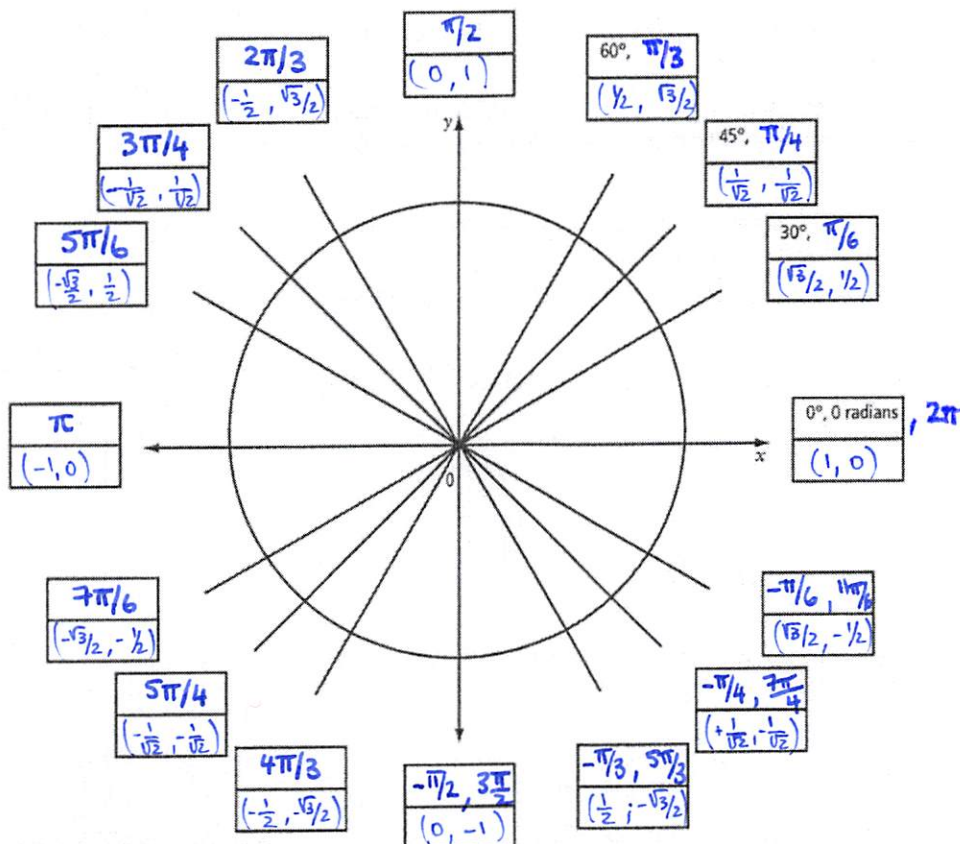 π/2
(0, 1)
2π/3
(-1/2, √3/2)
60°, π/3
(1/2, √3/2)
3π/4
(-1/√2, 1/√2)
y
45°, π/4
(1/√2, 1/√2)
5π/6
(-√3/2, 1/2)
30°, π/6
(√3/2, 1/2)
π
(-1, 0)
0
x
0°, 0 radians, 2π
(1, 0)
7π/6
(-√3/2, -1/2)
-π/6, 11π/6
(√3/2, -1/2)
5π/4
(-1/√2, -1/√2)
-π/4, 7π/4
(+1/√2, -1/√2)
4π/3
(-1/2, -√3/2)
-π/2, 3π/2
(0, -1)
-π/3, 5π/3
(1/2 ; -√3/2)